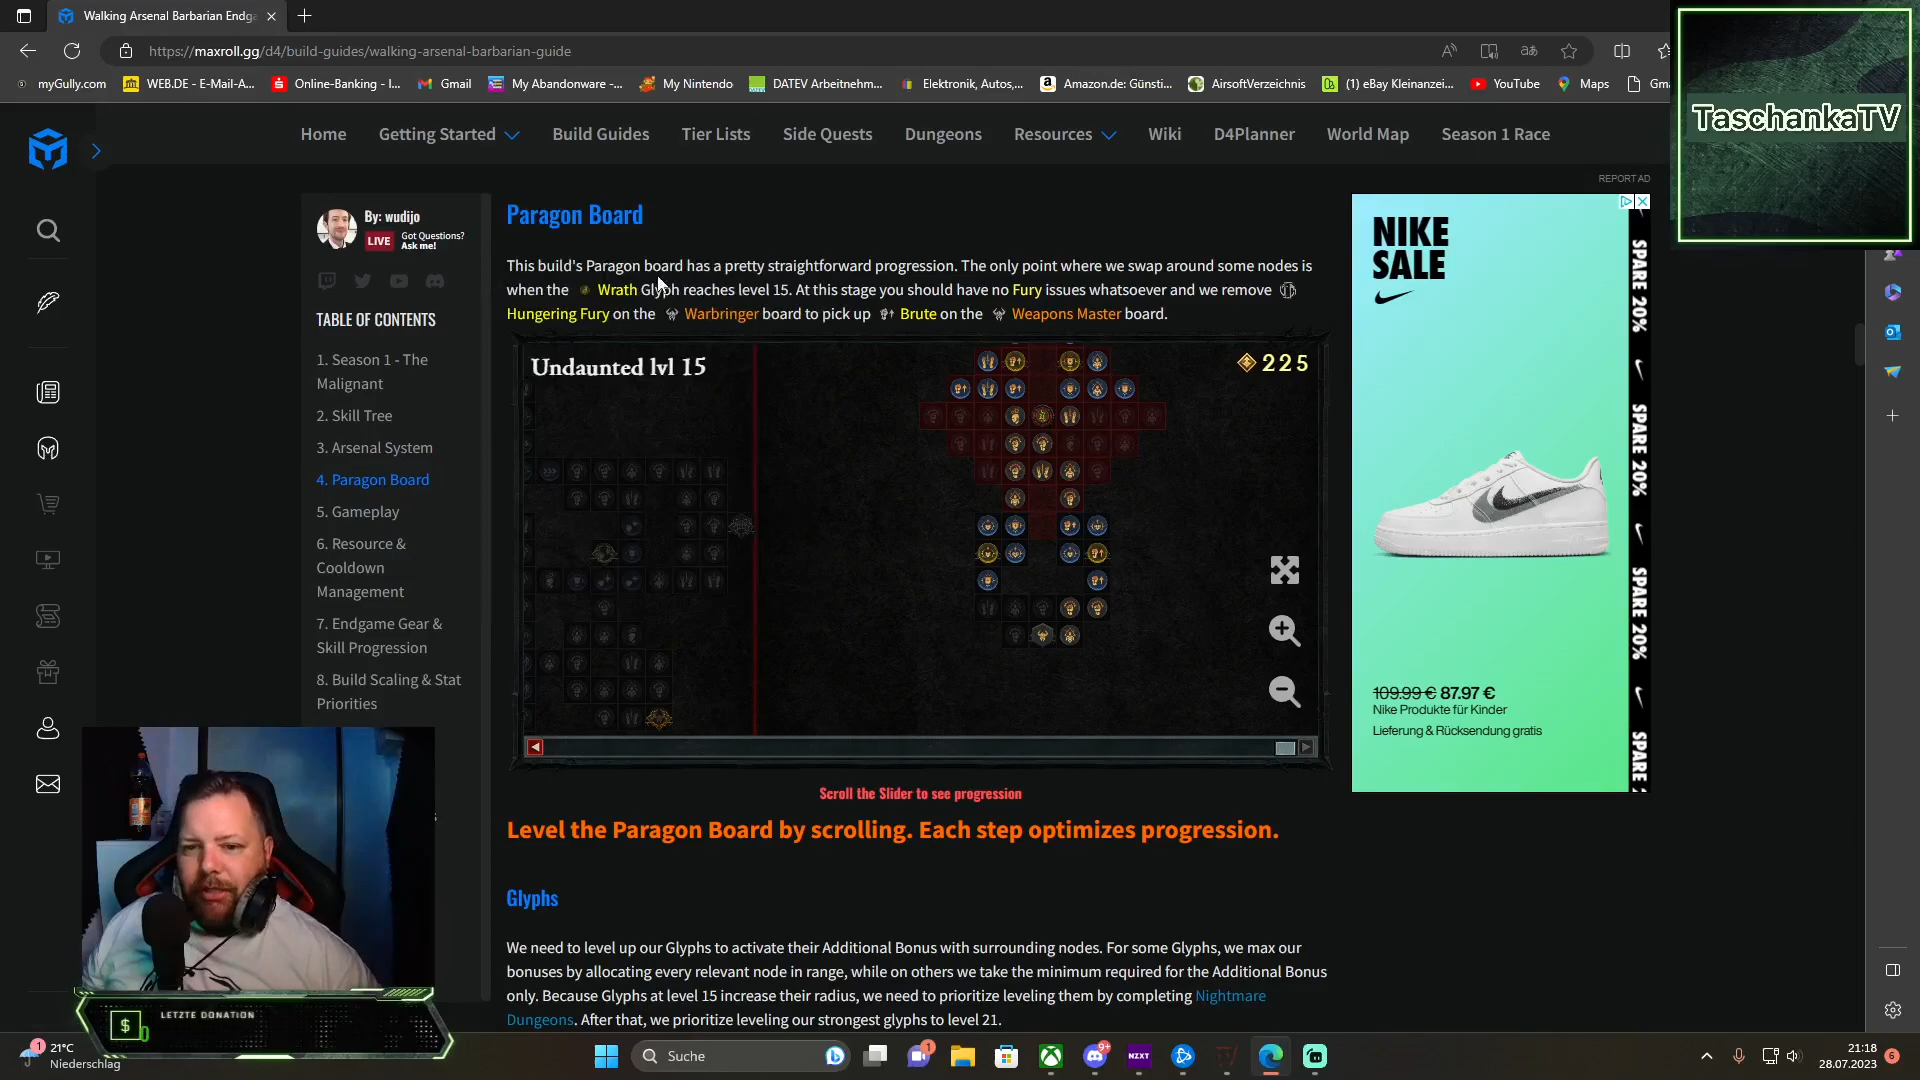 Walking Arsenal Barbarian Endga
https://maxroll.gg/d4/build-guides/walking-arsenal-barbarian-guide
myGully.com
WEB.DE - E-Mail-A...
Online-Banking - I...
Gmail
My Abandonware -...
My Nintendo
DATEV Arbeitnehm...
Elektronik, Autos,...
Amazon.de: Günsti...
AirsoftVerzeichnis
(1) eBay Kleinanzei...
YouTube
Maps
Gm
TaschankaTV
Home
Getting Started
Build Guides
Tier Lists
Side Quests
Dungeons
Resources
Wiki
D4Planner
World Map
Season 1 Race
REPORT AD
By: wudijo
LIVE
Got Questions?
Ask me!
TABLE OF CONTENTS
1. Season 1 - The
Malignant
2. Skill Tree
3. Arsenal System
4. Paragon Board
5. Gameplay
6. Resource &
Cooldown
Management
7. Endgame Gear &
Skill Progression
8. Build Scaling & Stat
Priorities
Paragon Board
This build's Paragon board has a pretty straightforward progression. The only point where we swap around some nodes is
when the Wrath Glyph reaches level 15. At this stage you should have no Fury issues whatsoever and we remove
Hungering Fury on the Warbringer board to pick up Brute on the Weapons Master board.
Undaunted lvl 15
225
Scroll the Slider to see progression
Level the Paragon Board by scrolling. Each step optimizes progression.
Glyphs
We need to level up our Glyphs to activate their Additional Bonus with surrounding nodes. For some Glyphs, we max our
bonuses by allocating every relevant node in range, while on others we take the minimum required for the Additional Bonus
only. Because Glyphs at level 15 increase their radius, we need to prioritize leveling them by completing Nightmare
Dungeons. After that, we prioritize leveling our strongest glyphs to level 21.
NIKE
SALE
SPARE 20%
SPARE 20%
SPARE 20%
SPARE 2
109.99 € 87.97 €
Nike Produkte für Kinder
Lieferung & Rücksendung gratis
LETZTE DONATION
$
0
1
21°C
Niederschlag
Suche
1
9+
NZXT
21:18
28.07.2023
6